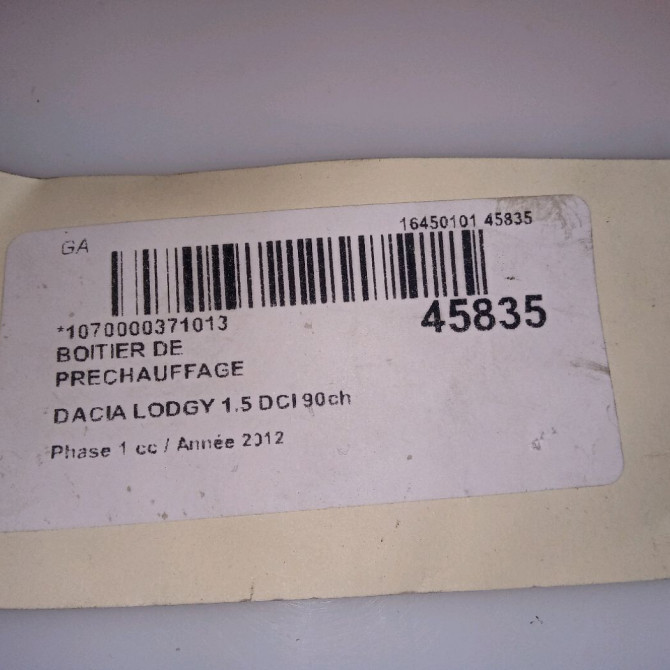 GA
16450101 45835
*1070000371013
45835
BOITIER DE
PRECHAUFFAGE
DACIA LODGY 1.5 DCI 90ch
Phase 1 cc / Année 2012